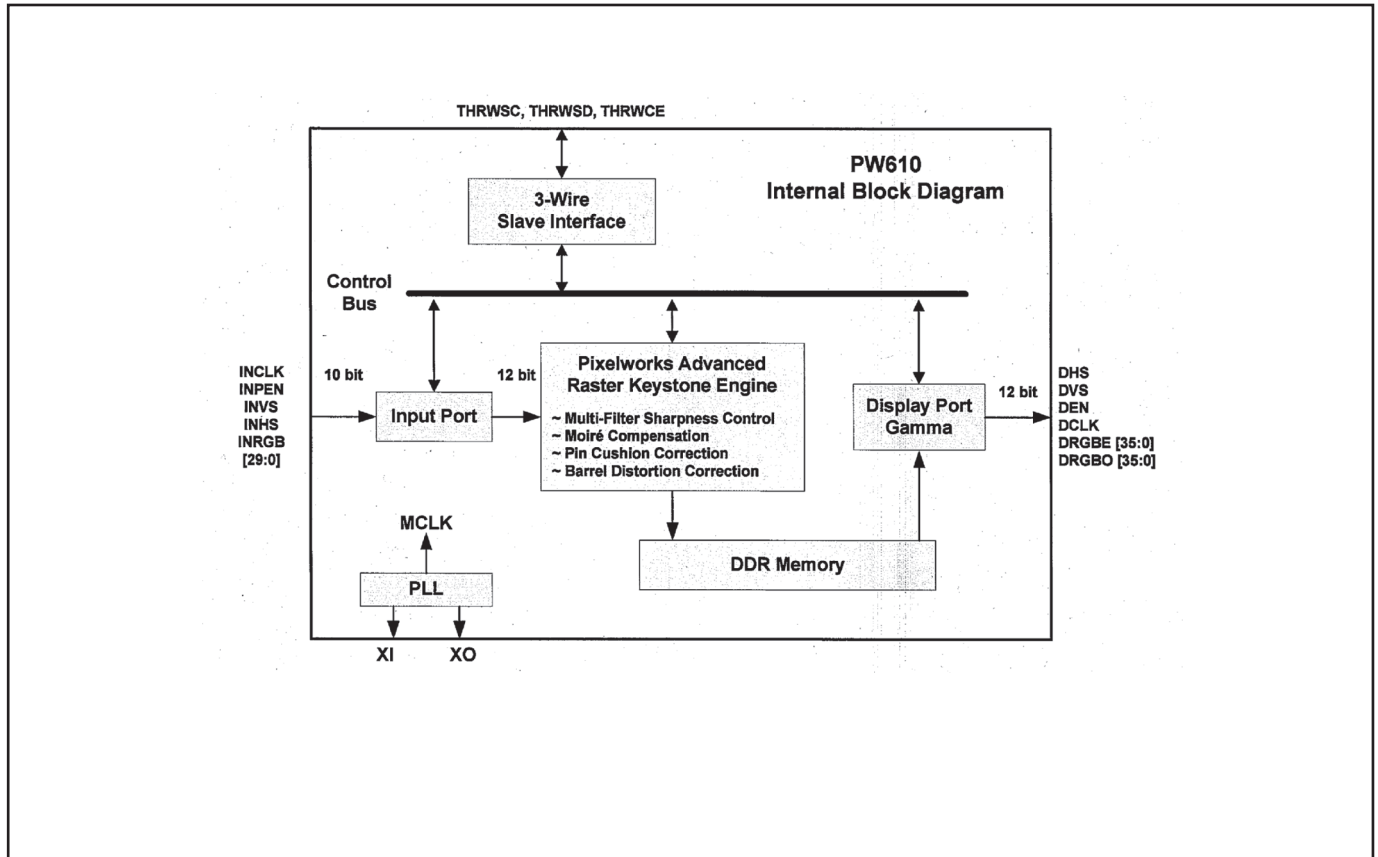 THRWSC, THRWSD, THRWCE
PW610
Internal Block Diagram
3-Wire
Slave Interface
Control
Bus
INCLK
INPEN
INVS
INHS
INRGB
[29:0]
10 bit
Input Port
12 bit
Pixelworks Advanced
Raster Keystone Engine
~ Multi-Filter Sharpness Control
~ Moiré Compensation
~ Pin Cushion Correction
~ Barrel Distortion Correction
Display Port
Gamma
12 bit
DHS
DVS
DEN
DCLK
DRGBE [35:0]
DRGBO [35:0]
MCLK
PLL
DDR Memory
XI
XO